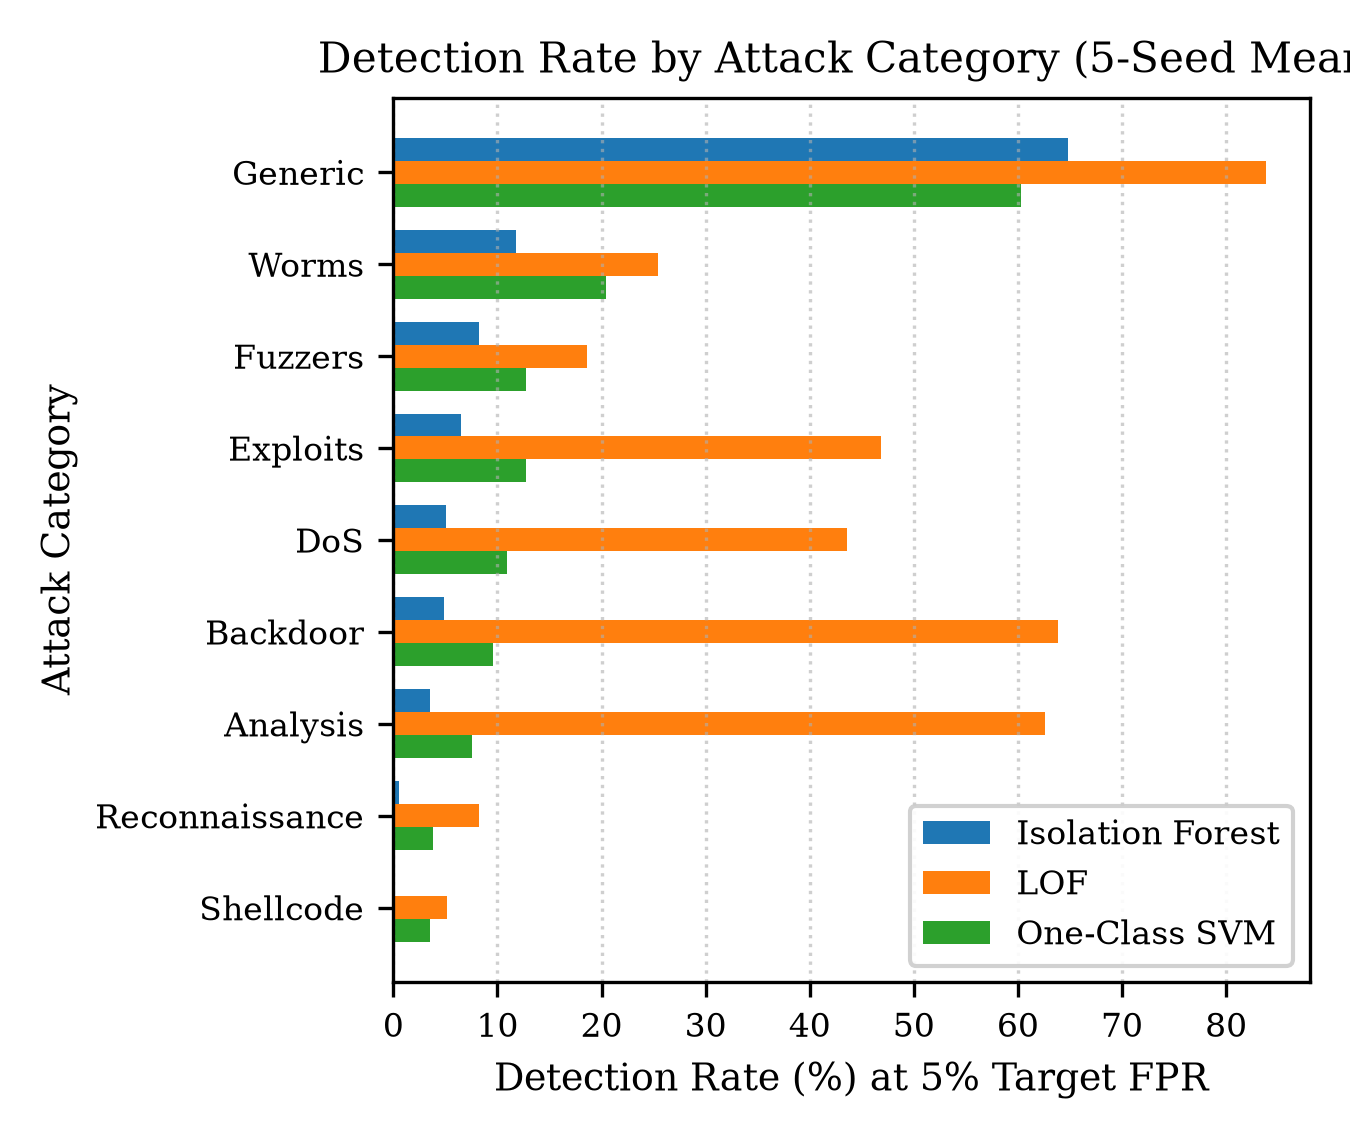 Detection Rate by Attack Category (5-Seed Mean
Generic
Worms
Fuzzers
Exploits
DoS
Backdoor
Analysis
Reconnaissance
Shellcode
Attack Category
Isolation Forest
LOF
One-Class SVM
0 10 20 30 40 50 60 70 80
Detection Rate (%) at 5% Target FPR